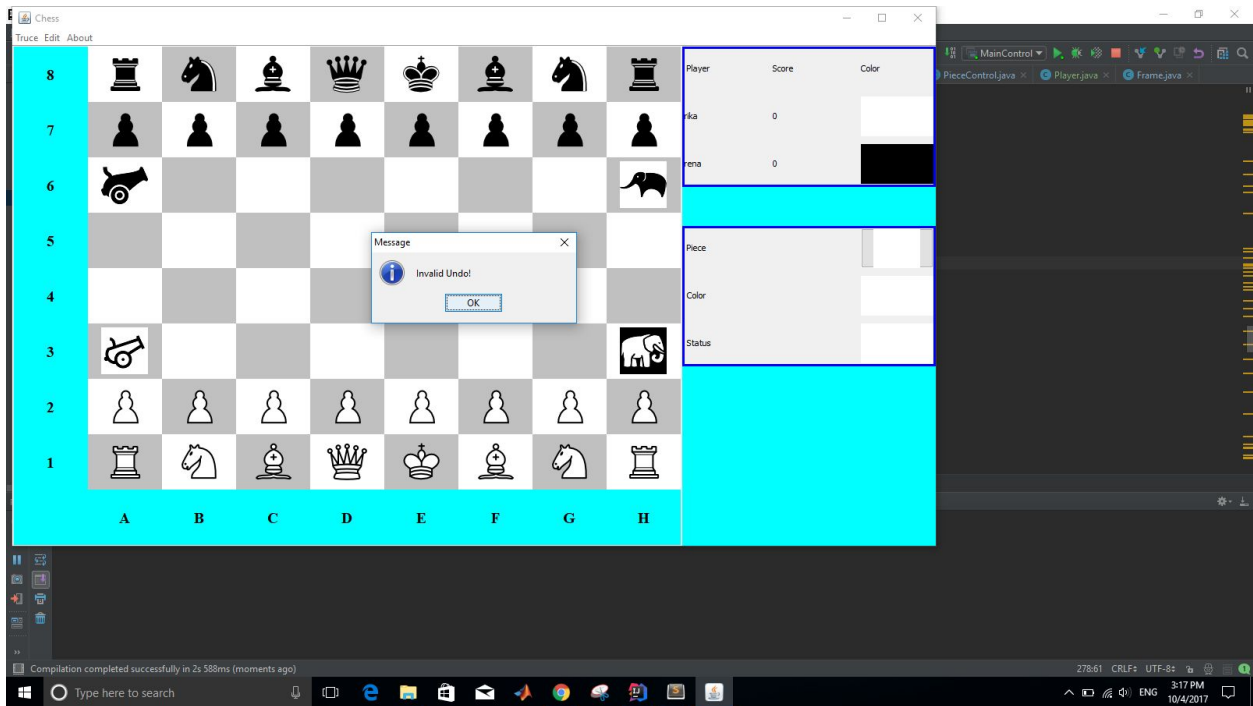 Chess
Truce Edit About
MainControl
PieceControl.java
Player.java
Frame.java
8
7
6
5
4
3
2
1
A B C D E F G H
Player Score Color
rika 0
rena 0
Piece
Color
Status
Message
Invalid Undo!
OK
Compilation completed successfully in 2s 588ms (moments ago)
278:61 CRLF: UTF-8:
Type here to search
ENG
3:17 PM
10/4/2017